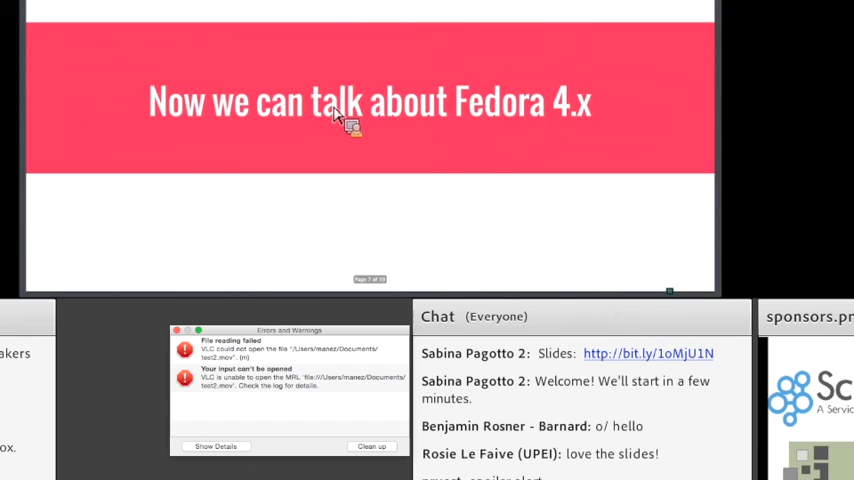 Now we can talk about Fedora 4.x
Page 7 of 39
akers
ox.
Errors and Warnings
File reading failed
VLC could not open the file "/Users/manez/Documents/
test2.mov". (m)
Your input can't be opened
VLC is unable to open the MRL 'file:///Users/manez/Documents/
test2.mov'. Check the log for details.
Show Details
Clean up
Chat (Everyone)
Sabina Pagotto 2: Slides: http://bit.ly/1oMjU1N
Sabina Pagotto 2: Welcome! We'll start in a few
minutes.
Benjamin Rosner - Barnard: o/ hello
Rosie Le Faive (UPEI): love the slides!
sponsors.pn
Sc
A Servic